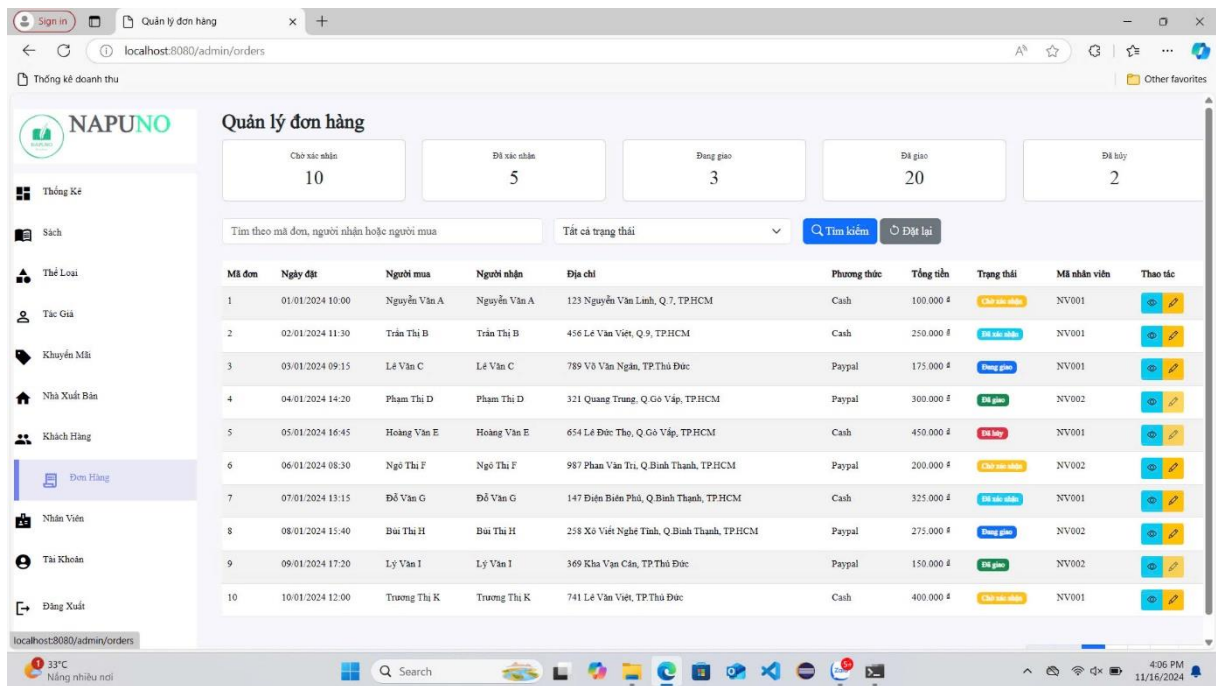 Sign in
Quản lý đơn hàng
localhost:8080/admin/orders
Thống kê doanh thu
Other favorites
NAPUNO
Quản lý đơn hàng
Chờ xác nhận Đã xác nhận Đang giao Đã giao Đã hủy
10 5 3 20 2
Thống Kê
Sách
Thể Loại
Tác Giả
Khuyến Mãi
Nhà Xuất Bản
Khách Hàng
Đơn Hàng
Nhân Viên
Tài Khoản
Đăng Xuất
Tìm theo mã đơn, người nhận hoặc người mua Tất cả trạng thái Tìm kiếm Đặt lại
Mã đơn Ngày đặt Người mua Người nhận Địa chỉ Phương thức Tổng tiền Trạng thái Mã nhân viên Thao tác
1 01/01/2024 10:00 Nguyễn Văn A Nguyễn Văn A 123 Nguyễn Văn Linh, Q.7, TP.HCM Cash 100.000 ₫ Chờ xác nhận NV001
2 02/01/2024 11:30 Trần Thị B Trần Thị B 456 Lê Văn Việt, Q.9, TP.HCM Cash 250.000 ₫ Đã xác nhận NV001
3 03/01/2024 09:15 Lê Văn C Lê Văn C 789 Võ Văn Ngân, TP.Thủ Đức Paypal 175.000 ₫ Đang giao NV001
4 04/01/2024 14:20 Phạm Thị D Phạm Thị D 321 Quang Trung, Q.Gò Vấp, TP.HCM Paypal 300.000 ₫ Đã giao NV002
5 05/01/2024 16:45 Hoàng Văn E Hoàng Văn E 654 Lê Đức Thọ, Q.Gò Vấp, TP.HCM Cash 450.000 ₫ Đã hủy NV001
6 06/01/2024 08:30 Ngô Thị F Ngô Thị F 987 Phan Văn Trị, Q.Bình Thạnh, TP.HCM Paypal 200.000 ₫ Chờ xác nhận NV002
7 07/01/2024 13:15 Đỗ Văn G Đỗ Văn G 147 Điện Biên Phủ, Q.Bình Thạnh, TP.HCM Cash 325.000 ₫ Đã xác nhận NV001
8 08/01/2024 15:40 Bùi Thị H Bùi Thị H 258 Xô Viết Nghệ Tĩnh, Q.Bình Thạnh, TP.HCM Paypal 275.000 ₫ Đang giao NV002
9 09/01/2024 17:20 Lý Văn I Lý Văn I 369 Kha Vạn Cân, TP.Thủ Đức Paypal 150.000 ₫ Đã giao NV002
10 10/01/2024 12:00 Trương Thị K Trương Thị K 741 Lê Văn Việt, TP.Thủ Đức Cash 400.000 ₫ Chờ xác nhận NV001
localhost:8080/admin/orders
33°C
Nắng nhiều nơi
Search
4:06 PM
11/16/2024